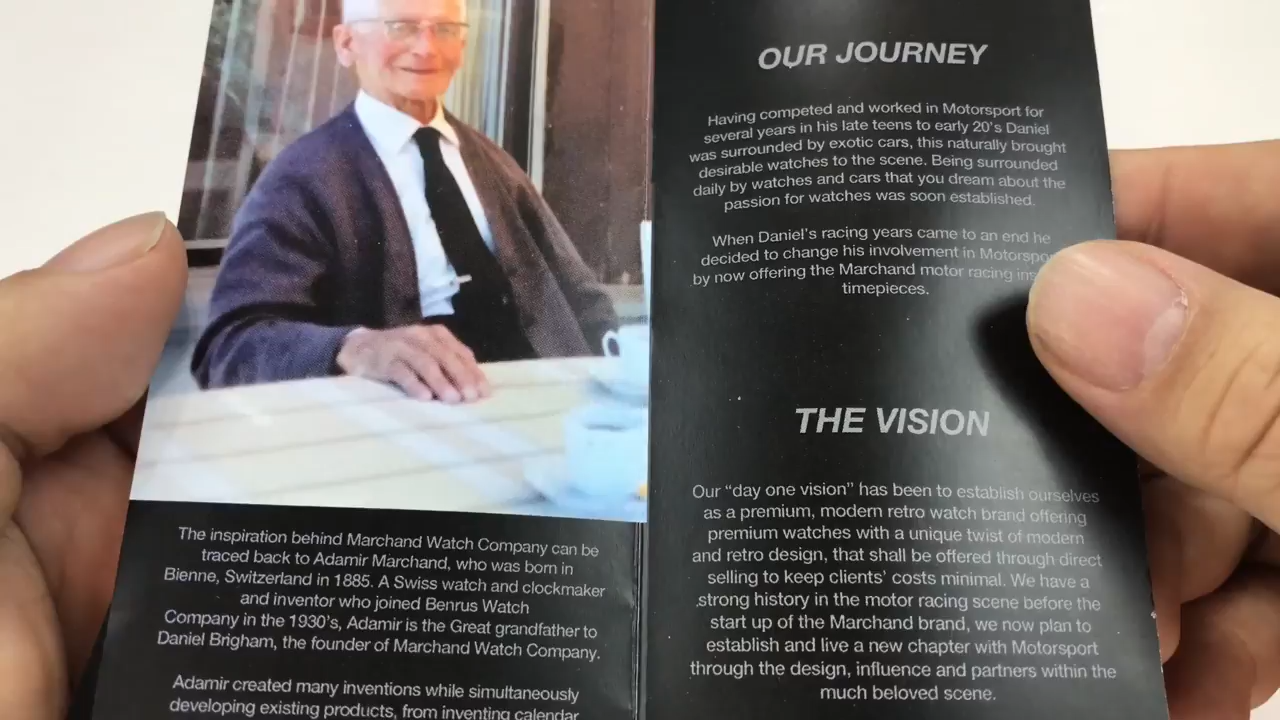 The inspiration behind Marchand Watch Company can be
traced back to Adamir Marchand, who was born in
Bienne, Switzerland in 1885. A Swiss watch and clockmaker
and inventor who joined Benrus Watch
Company in the 1930's, Adamir is the Great grandfather to
Daniel Brigham, the founder of Marchand Watch Company.
Adamir created many inventions while simultaneously
developing existing products, from inventing calendar
OUR JOURNEY
Having competed and worked in Motorsport for
several years in his late teens to early 20's Daniel
was surrounded by exotic cars, this naturally brought
desirable watches to the scene. Being surrounded
daily by watches and cars that you dream about the
passion for watches was soon established.
When Daniel's racing years came to an end he
decided to change his involvement in
by now offering the Marchand motor racing
timepieces.
THE VISION
Our “day one vision” has been to establish ourselves
as a premium, modern retro watch brand offering
premium watches with a unique twist of modern
and retro design, that shall be offered through direct
selling to keep clients' costs minimal. We have a
strong history in the motor racing scene before the
start up of the Marchand brand, we now plan to
establish and live a new chapter with Motorsport
through the design, influence and partners within the
much beloved scene.